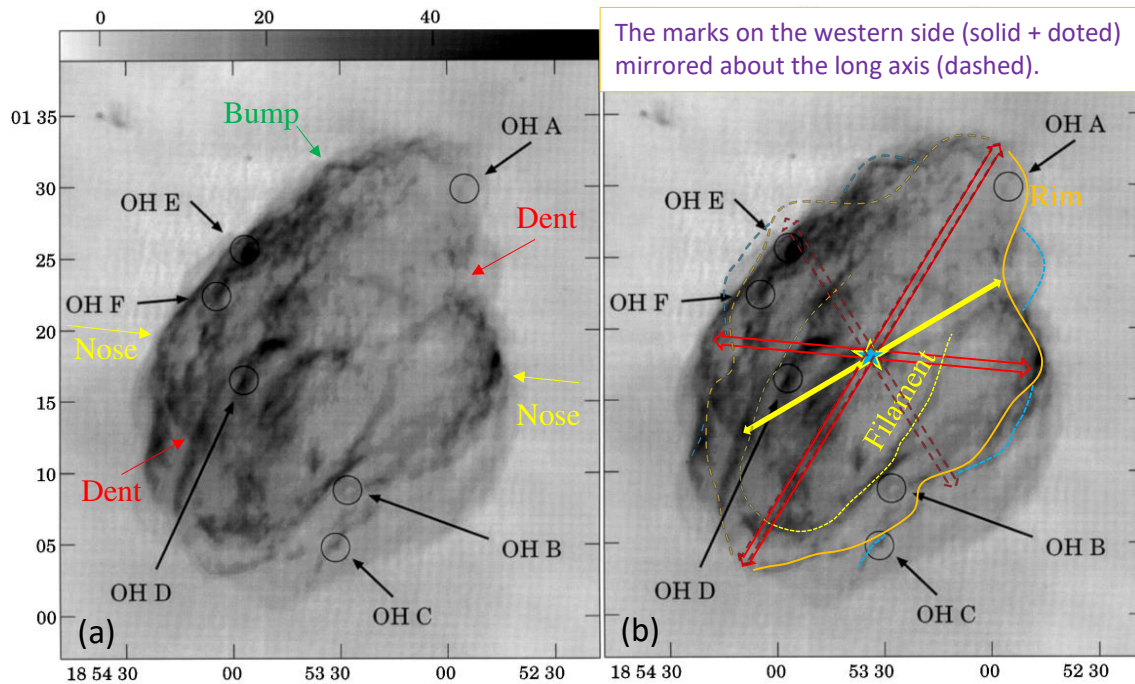 0 20 40
The marks on the western side (solid + doted)
mirrored about the long axis (dashed).
01 35
30
25
20
15
10
05
00
Bump
OH A
OH E
Dent
OH F
Nose
Nose
Dent
OH B
OH D
OH C
(a)
18 54 30 00 53 30 00 52 30
OH A
Rim
OH E
OH F
Filament
OH B
OH D
OH C
(b)
18 54 30 00 53 30 00 52 30